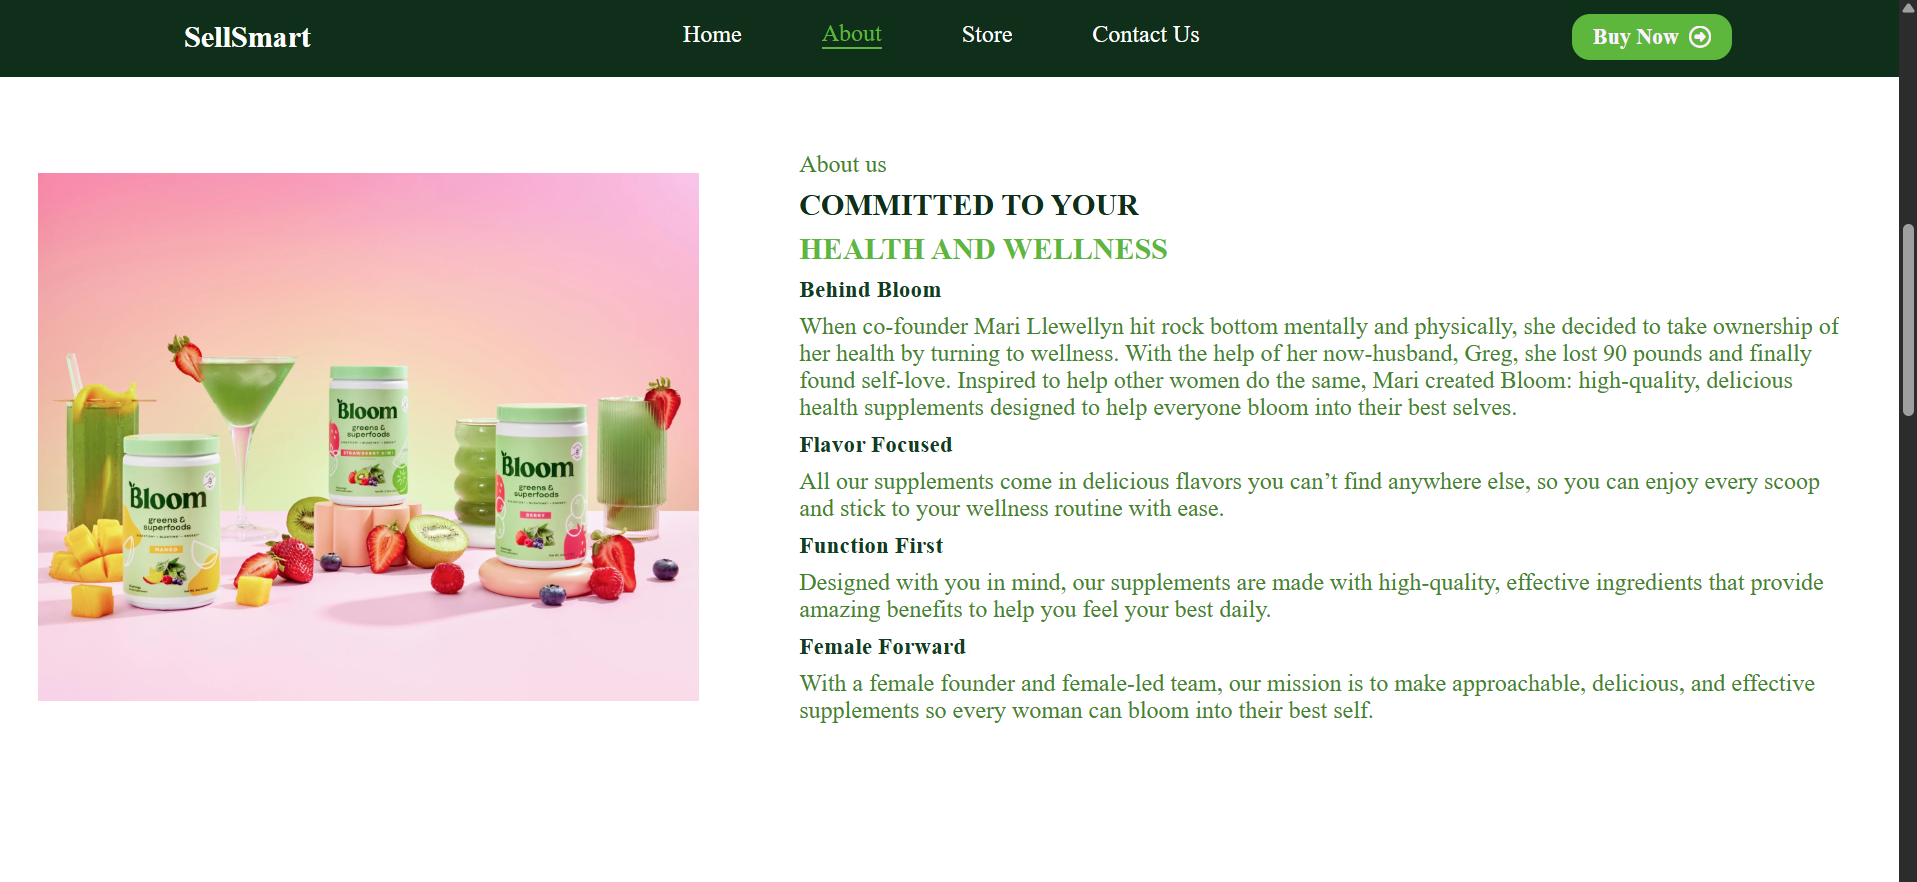 SellSmart
Home
About
Store
Contact Us
Buy Now
About us
COMMITTED TO YOUR
HEALTH AND WELLNESS
Behind Bloom
When co-founder Mari Llewellyn hit rock bottom mentally and physically, she decided to take ownership of
her health by turning to wellness. With the help of her now-husband, Greg, she lost 90 pounds and finally
found self-love. Inspired to help other women do the same, Mari created Bloom: high-quality, delicious
health supplements designed to help everyone bloom into their best selves.
Flavor Focused
All our supplements come in delicious flavors you can’t find anywhere else, so you can enjoy every scoop
and stick to your wellness routine with ease.
Function First
Designed with you in mind, our supplements are made with high-quality, effective ingredients that provide
amazing benefits to help you feel your best daily.
Female Forward
With a female founder and female-led team, our mission is to make approachable, delicious, and effective
supplements so every woman can bloom into their best self.
Bloom
greens &
superfoods
MANGO
Bloom
greens &
superfoods
STRAWBERRY KIWI
Bloom
greens &
superfoods
BERRY